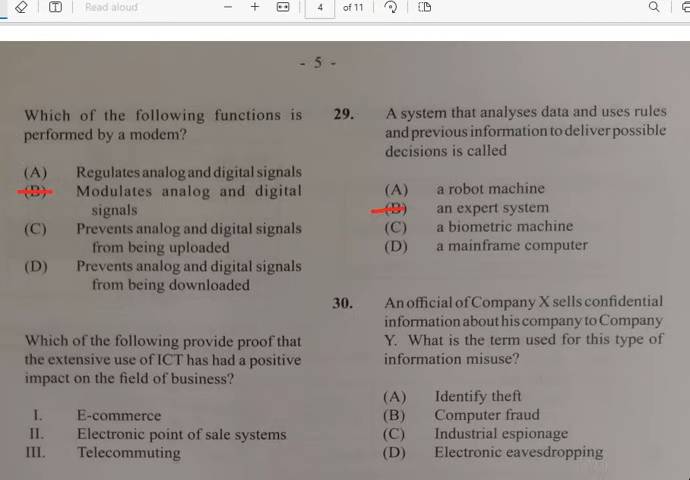 Read aloud
4
of 11
- 5 -
Which of the following functions is
performed by a modem?
(A) Regulates analog and digital signals
(B) Modulates analog and digital
signals
(C) Prevents analog and digital signals
from being uploaded
(D) Prevents analog and digital signals
from being downloaded
Which of the following provide proof that
the extensive use of ICT has had a positive
impact on the field of business?
I. E-commerce
II. Electronic point of sale systems
III. Telecommuting
29. A system that analyses data and uses rules
and previous information to deliver possible
decisions is called
(A) a robot machine
(B) an expert system
(C) a biometric machine
(D) a mainframe computer
30. An official of Company X sells confidential
information about his company to Company
Y. What is the term used for this type of
information misuse?
(A) Identify theft
(B) Computer fraud
(C) Industrial espionage
(D) Electronic eavesdropping